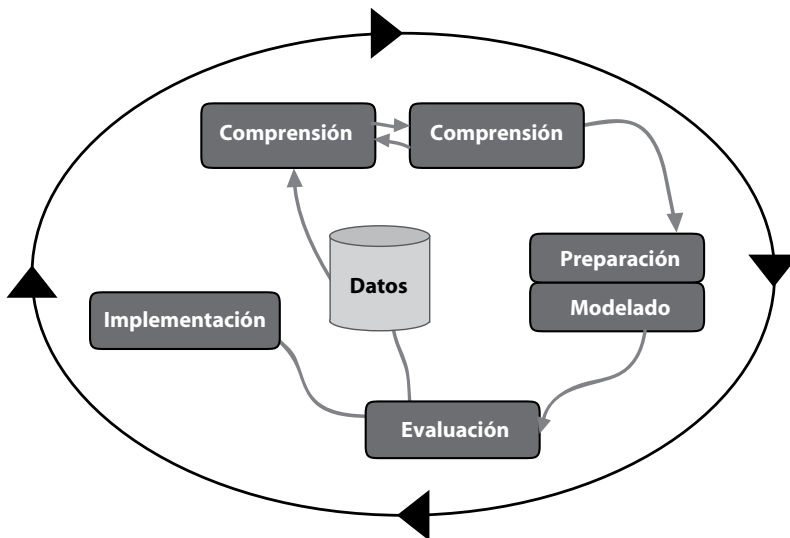 Comprensión
Comprensión
Preparación
Datos
Modelado
Implementación
Evaluación